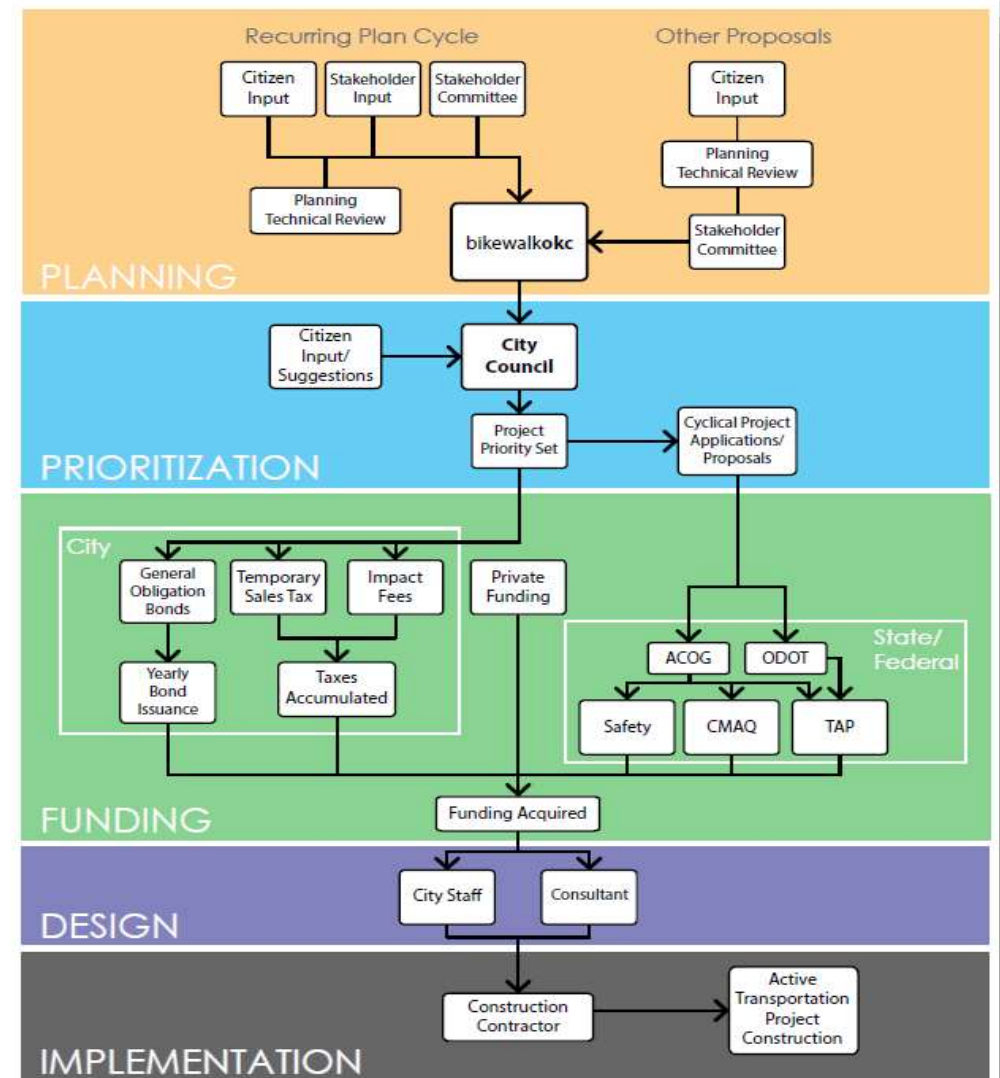 Recurring Plan Cycle
Other Proposals
Citizen
Input
Stakeholder
Input
Stakeholder
Committee
Citizen
Input
Planning
Technical Review
Planning
Technical Review
bikewalkokc
Stakeholder
Committee
PLANNING
Citizen
Input/
Suggestions
City
Council
Project
Priority Set
Cyclical Project
Applications/
Proposals
PRIORITIZATION
City
General
Obligation
Bonds
Temporary
Sales Tax
Impact
Fees
Private
Funding
State/
Federal
ACOG
ODOT
Yearly
Bond
Issuance
Taxes
Accumulated
Safety
CMAQ
TAP
Funding Acquired
FUNDING
City Staff
Consultant
DESIGN
Construction
Contractor
Active
Transportation
Project
Construction
IMPLEMENTATION